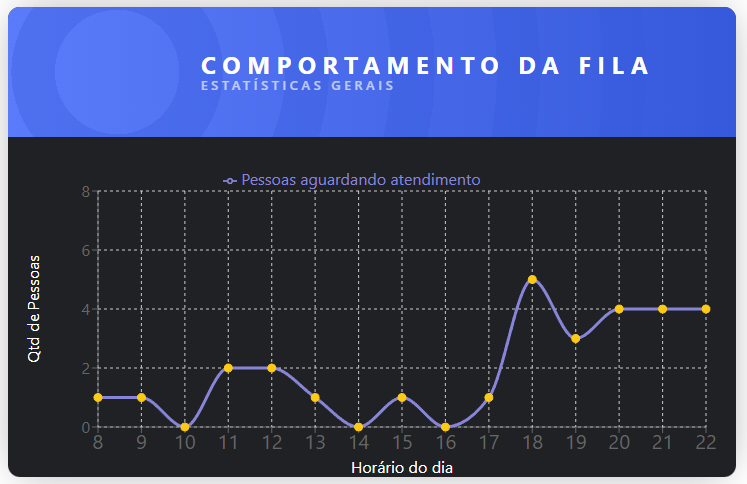 COMPORTAMENTO DA FILA
ESTATÍSTICAS GERAIS
Pessoas aguardando atendimento
8
6
4
2
0
Qtd de Pessoas
8 9 10 11 12 13 14 15 16 17 18 19 20 21 22
Horário do dia